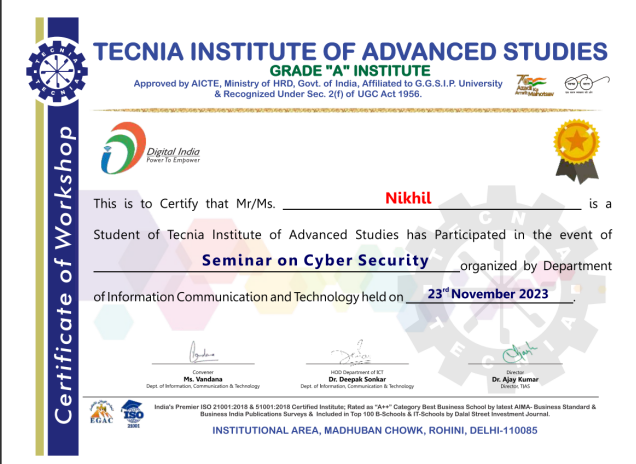 TECNIA INSTITUTE OF ADVANCED STUDIES
GRADE "A" INSTITUTE
Approved by AICTE, Ministry of HRD, Govt. of India, Affiliated to G.G.S.I.P. University
& Recognized Under Sec. 2(f) of UGC Act 1956.
Azadi Ka
Amrit Mahotsav
Digital India
Power To Empower
Certificate of Workshop
This is to Certify that Mr/Ms. Nikhil is a
Student of Tecnia Institute of Advanced Studies has Participated in the event of
Seminar on Cyber Security organized by Department
of Information Communication and Technology held on 23rd November 2023.
Convener
Ms. Vandana
Dept. of Information, Communication & Technology
HOD Department of ICT
Dr. Deepak Sonkar
Dept. of Information, Communication & Technology
Director
Dr. Ajay Kumar
Director, TIAS
EGAC
ISO
21001
India's Premier ISO 21001:2018 & 51001:2018 Certified Institute; Rated as "A++" Category Best Business School by latest AIMA- Business Standard &
Business India Publications Surveys & Included in Top 100 B-Schools & IT-Schools by Dalal Street Investment Journal.
INSTITUTIONAL AREA, MADHUBAN CHOWK, ROHINI, DELHI-110085